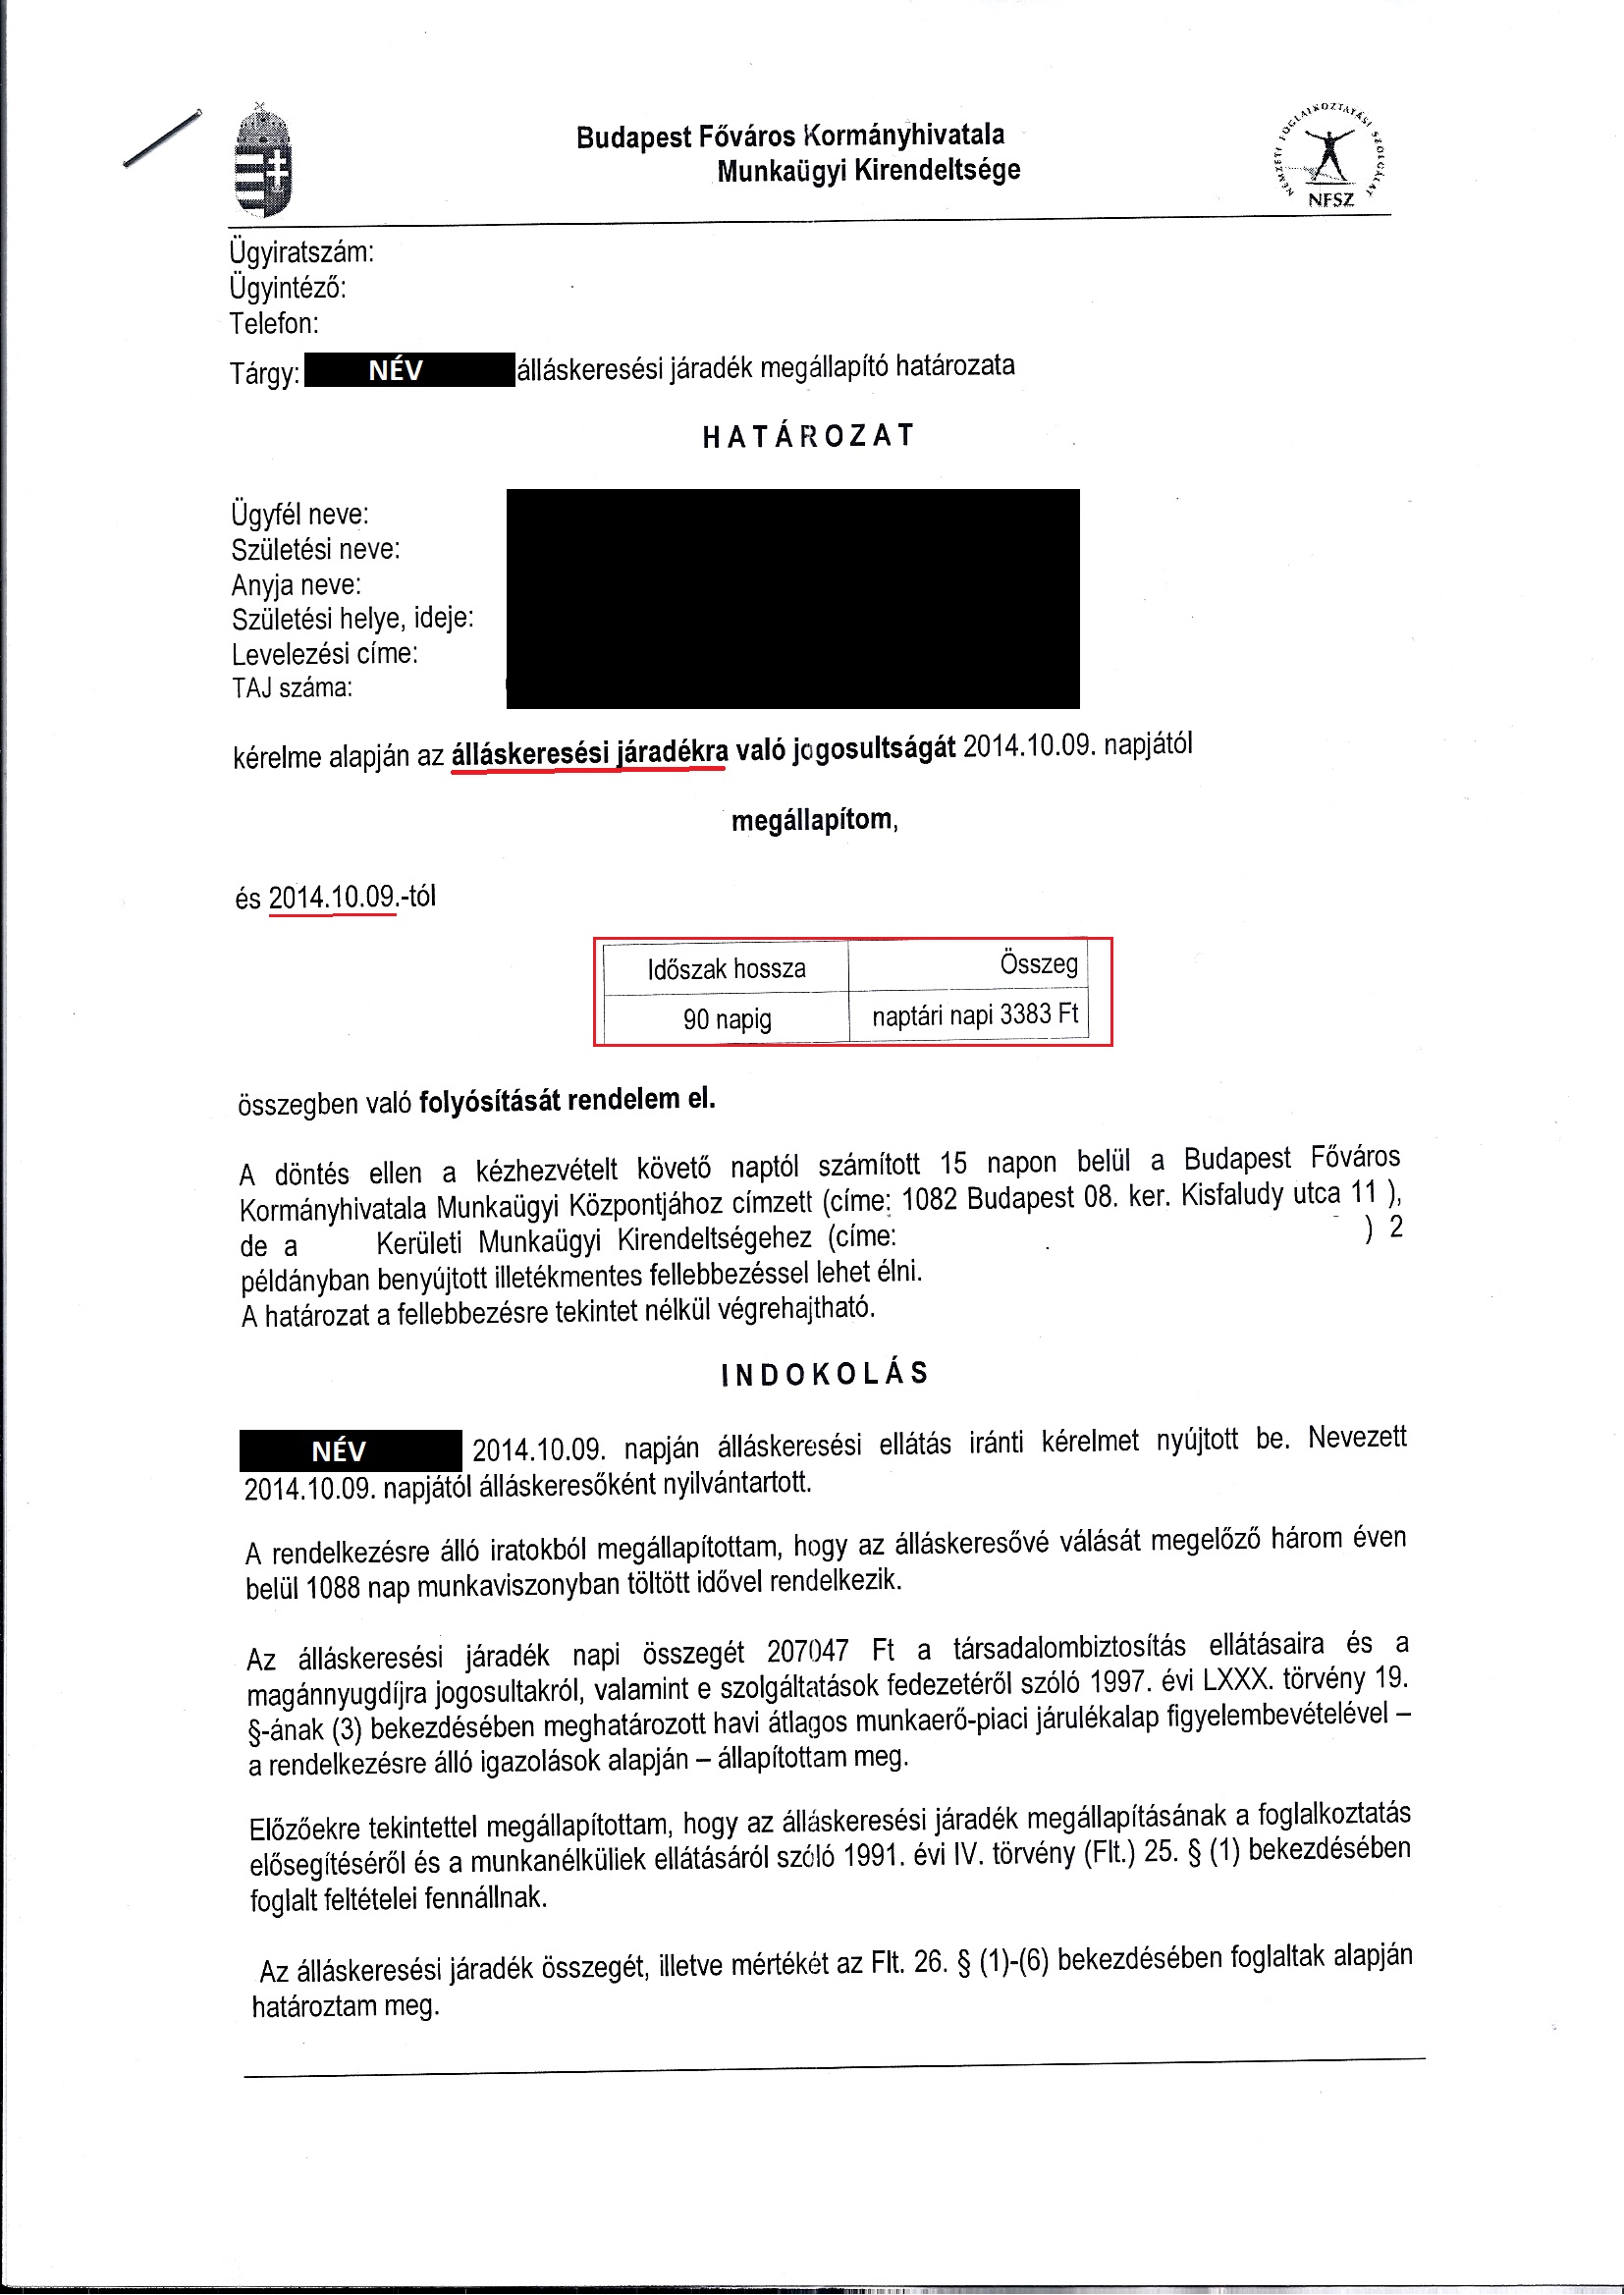 Budapest Főváros Kormányhivatala
Munkaügyi Kirendeltsége
NEMZETI FOGLALKOZTATÁSI SZOLGÁLAT
NFSZ
Ügyiratszám:
Ügyintéző:
Telefon:
Tárgy: NÉV álláskeresési járadék megállapító határozata
HATÁROZAT
Ügyfél neve:
Születési neve:
Anyja neve:
Születési helye, ideje:
Levelezési címe:
TAJ száma:
kérelme alapján az álláskeresési járadékra való jogosultságát 2014.10.09. napjától
megállapítom,
és 2014.10.09.-tól
Időszak hossza Összeg
90 napig naptári napi 3383 Ft
összegben való folyósítását rendelem el.
A döntés ellen a kézhezvételt követő naptól számított 15 napon belül a Budapest Főváros
Kormányhivatala Munkaügyi Központjához címzett (címe: 1082 Budapest 08. ker. Kisfaludy utca 11 ),
de a Kerületi Munkaügyi Kirendeltségehez (címe: ) 2
példányban benyújtott illetékmentes fellebbezéssel lehet élni.
A határozat a fellebbezésre tekintet nélkül végrehajtható.
INDOKOLÁS
NÉV 2014.10.09. napján álláskeresési ellátás iránti kérelmet nyújtott be. Nevezett
2014.10.09. napjától álláskeresőként nyilvántartott.
A rendelkezésre álló iratokból megállapítottam, hogy az álláskeresővé válását megelőző három éven
belül 1088 nap munkaviszonyban töltött idővel rendelkezik.
Az álláskeresési járadék napi összegét 207047 Ft a társadalombiztosítás ellátásaira és a
magánnyugdíjra jogosultakról, valamint e szolgáltatások fedezetéről szóló 1997. évi LXXX. törvény 19.
§-ának (3) bekezdésében meghatározott havi átlagos munkaerő-piaci járulékalap figyelembevételével –
a rendelkezésre álló igazolások alapján – állapítottam meg.
Előzőekre tekintettel megállapítottam, hogy az álláskeresési járadék megállapításának a foglalkoztatás
elősegítéséről és a munkanélküliek ellátásáról szóló 1991. évi IV. törvény (Flt.) 25. § (1) bekezdésében
foglalt feltételei fennállnak.
Az álláskeresési járadék összegét, illetve mértékét az Flt. 26. § (1)-(6) bekezdésében foglaltak alapján
határoztam meg.